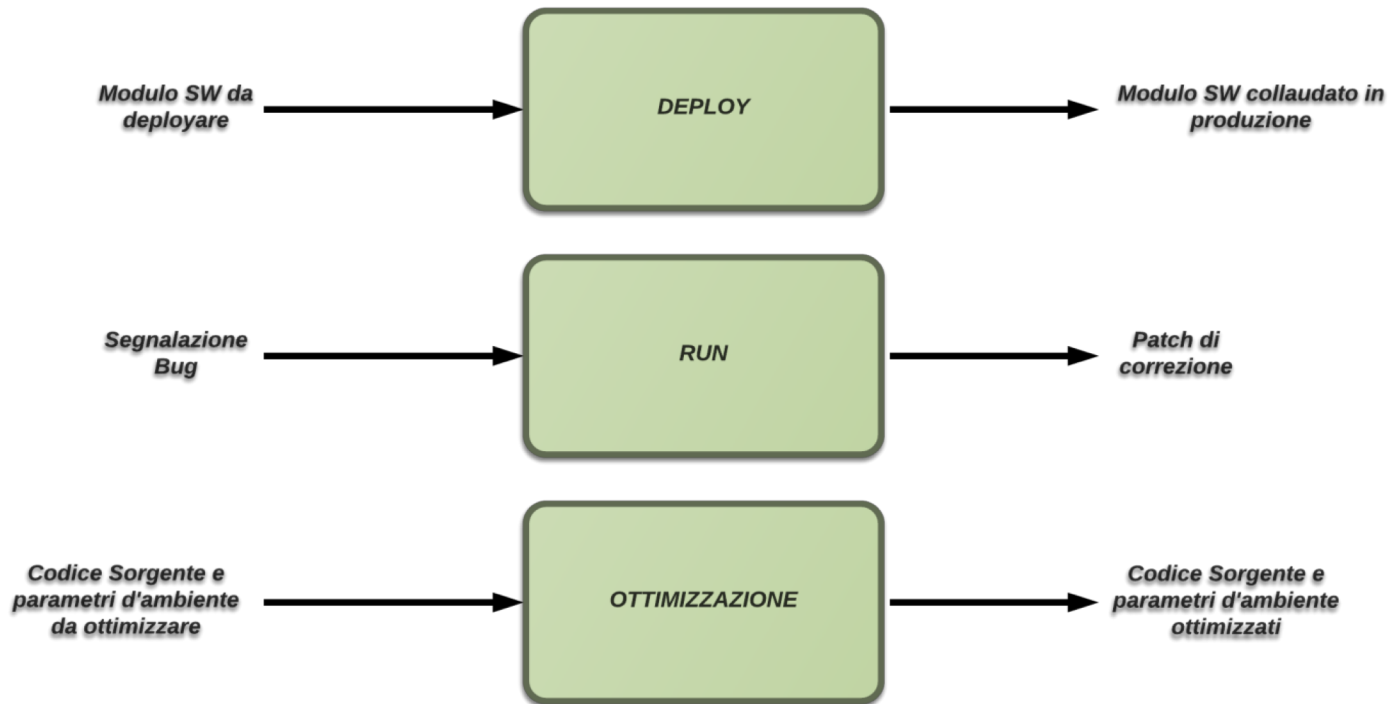 Modulo SW da
deployare
DEPLOY
Modulo SW collaudato in
produzione
Segnalazione
Bug
RUN
Patch di
correzione
Codice Sorgente e
parametri d'ambiente
da ottimizzare
OTTIMIZZAZIONE
Codice Sorgente e
parametri d'ambiente
ottimizzati